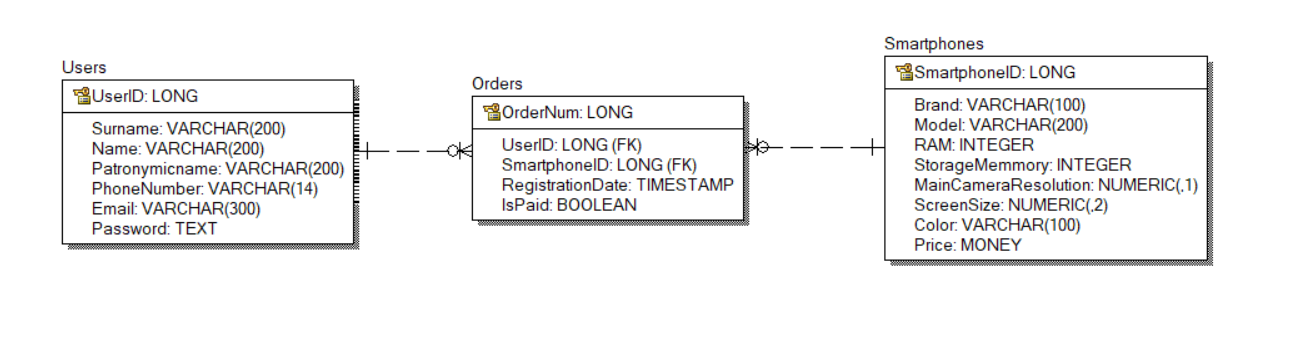 Users
UserID: LONG
Surname: VARCHAR(200)
Name: VARCHAR(200)
Patronymicname: VARCHAR(200)
PhoneNumber: VARCHAR(14)
Email: VARCHAR(300)
Password: TEXT
Orders
OrderNum: LONG
UserID: LONG (FK)
SmartphoneID: LONG (FK)
RegistrationDate: TIMESTAMP
IsPaid: BOOLEAN
Smartphones
SmartphoneID: LONG
Brand: VARCHAR(100)
Model: VARCHAR(200)
RAM: INTEGER
StorageMemmory: INTEGER
MainCameraResolution: NUMERIC(,1)
ScreenSize: NUMERIC(,2)
Color: VARCHAR(100)
Price: MONEY